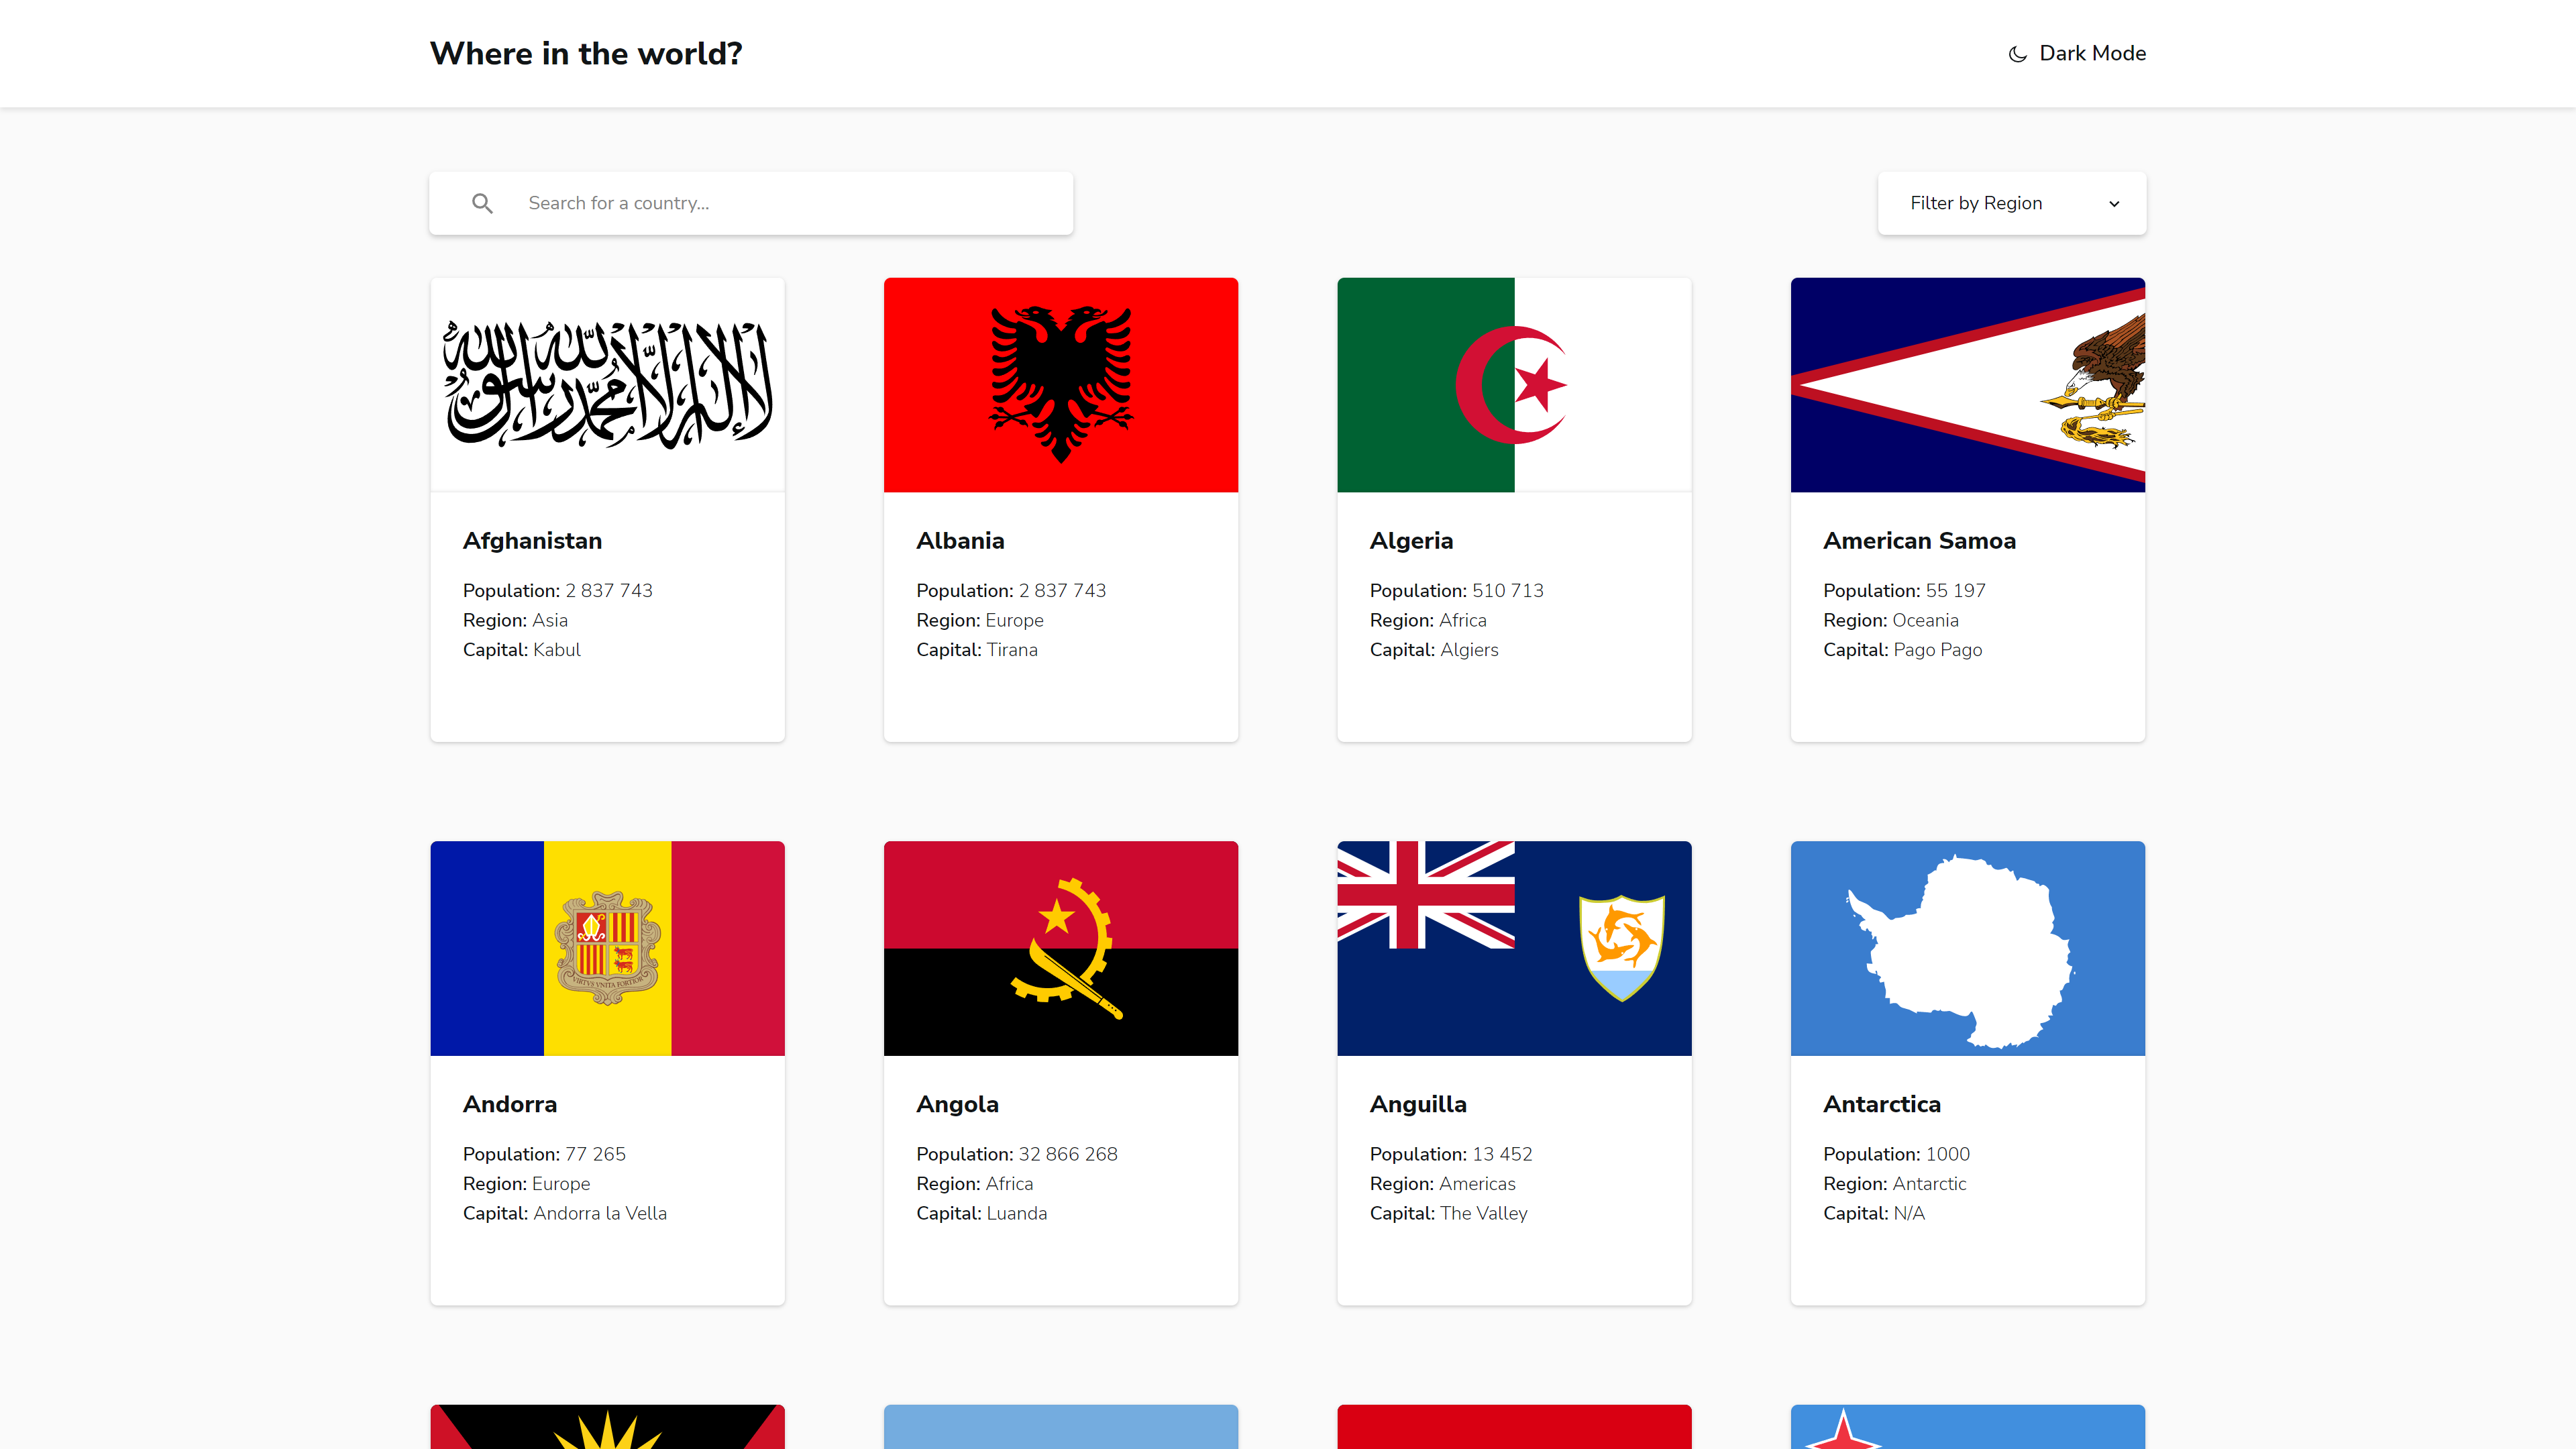 Where in the world?
Dark Mode
Search for a country...
Filter by Region
لا إله إلا الله محمد رسول الله
Afghanistan
Population: 2 837 743
Region: Asia
Capital: Kabul
Albania
Population: 2 837 743
Region: Europe
Capital: Tirana
Algeria
Population: 510 713
Region: Africa
Capital: Algiers
American Samoa
Population: 55 197
Region: Oceania
Capital: Pago Pago
VIRTVS VNITA FORTIOR
Andorra
Population: 77 265
Region: Europe
Capital: Andorra la Vella
Angola
Population: 32 866 268
Region: Africa
Capital: Luanda
Anguilla
Population: 13 452
Region: Americas
Capital: The Valley
Antarctica
Population: 1000
Region: Antarctic
Capital: N/A